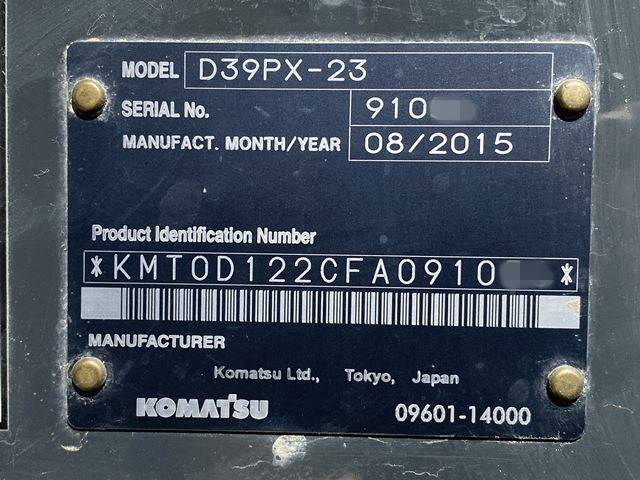 MODEL D39PX-23
SERIAL No. 910
MANUFACT. MONTH/YEAR 08/2015
Product Identification Number
*KMT0D122CFA0910 *
MANUFACTURER
Komatsu Ltd., Tokyo, Japan
KOMATSU 09601-14000